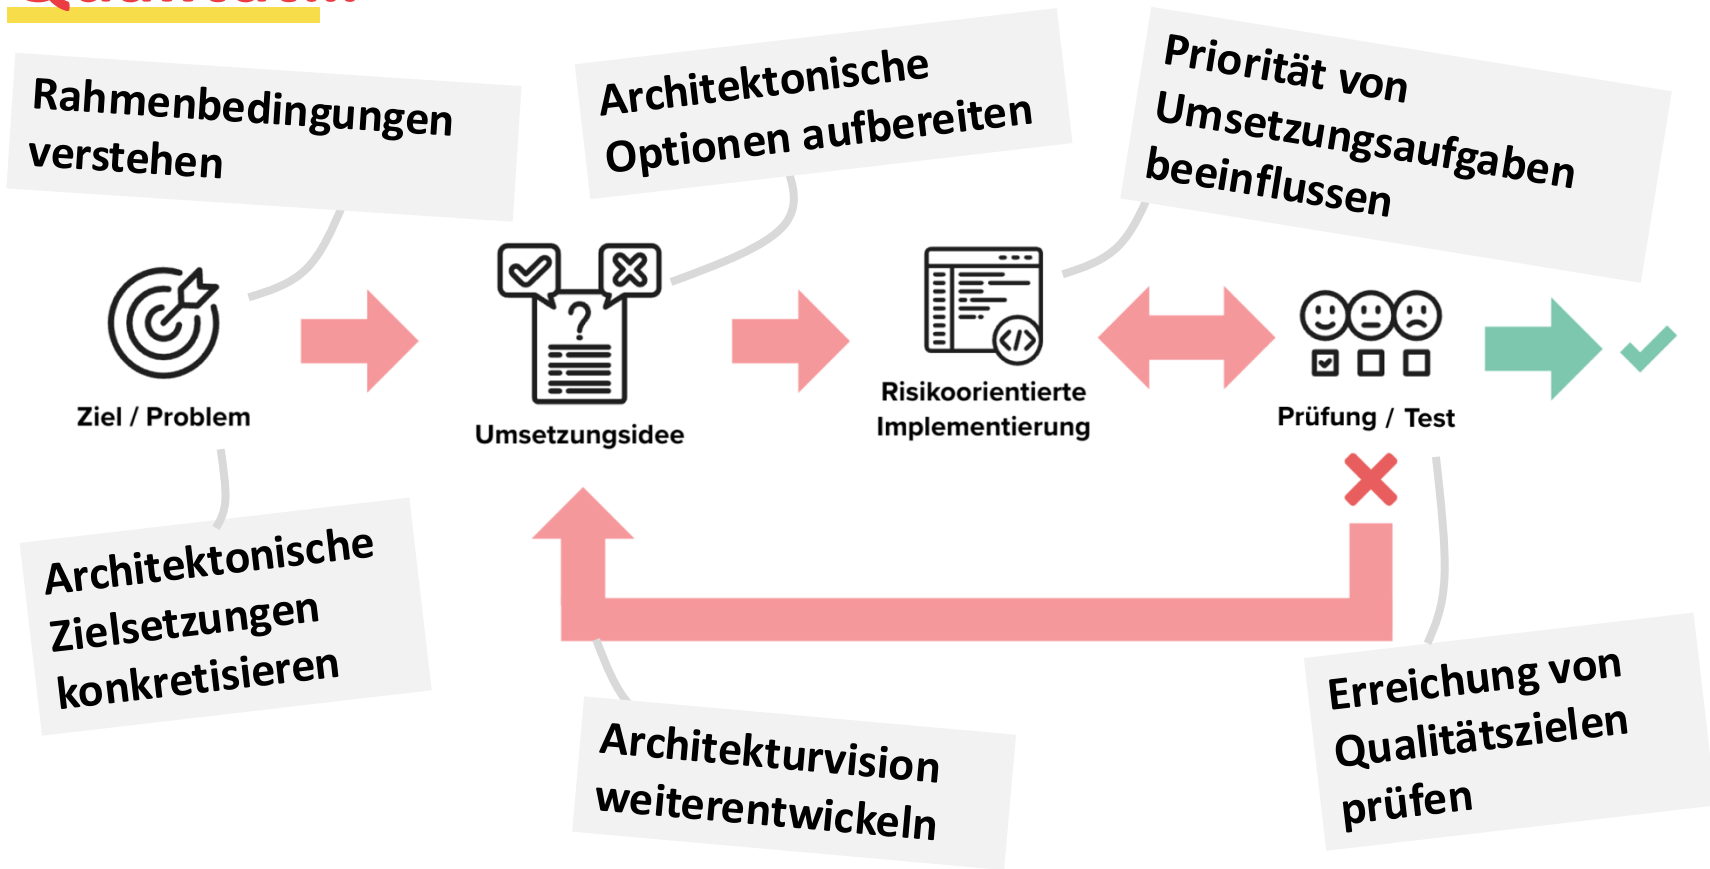 Rahmenbedingungen
verstehen
Architektonische
Optionen aufbereiten
Priorität von
Umsetzungsaufgaben
beeinflussen
?
</>
Ziel / Problem
Umsetzungsidee
Risikoorientierte
Implementierung
Prüfung / Test
Architektonische
Zielsetzungen
konkretisieren
Architekturvision
weiterentwickeln
Erreichung von
Qualitätszielen
prüfen